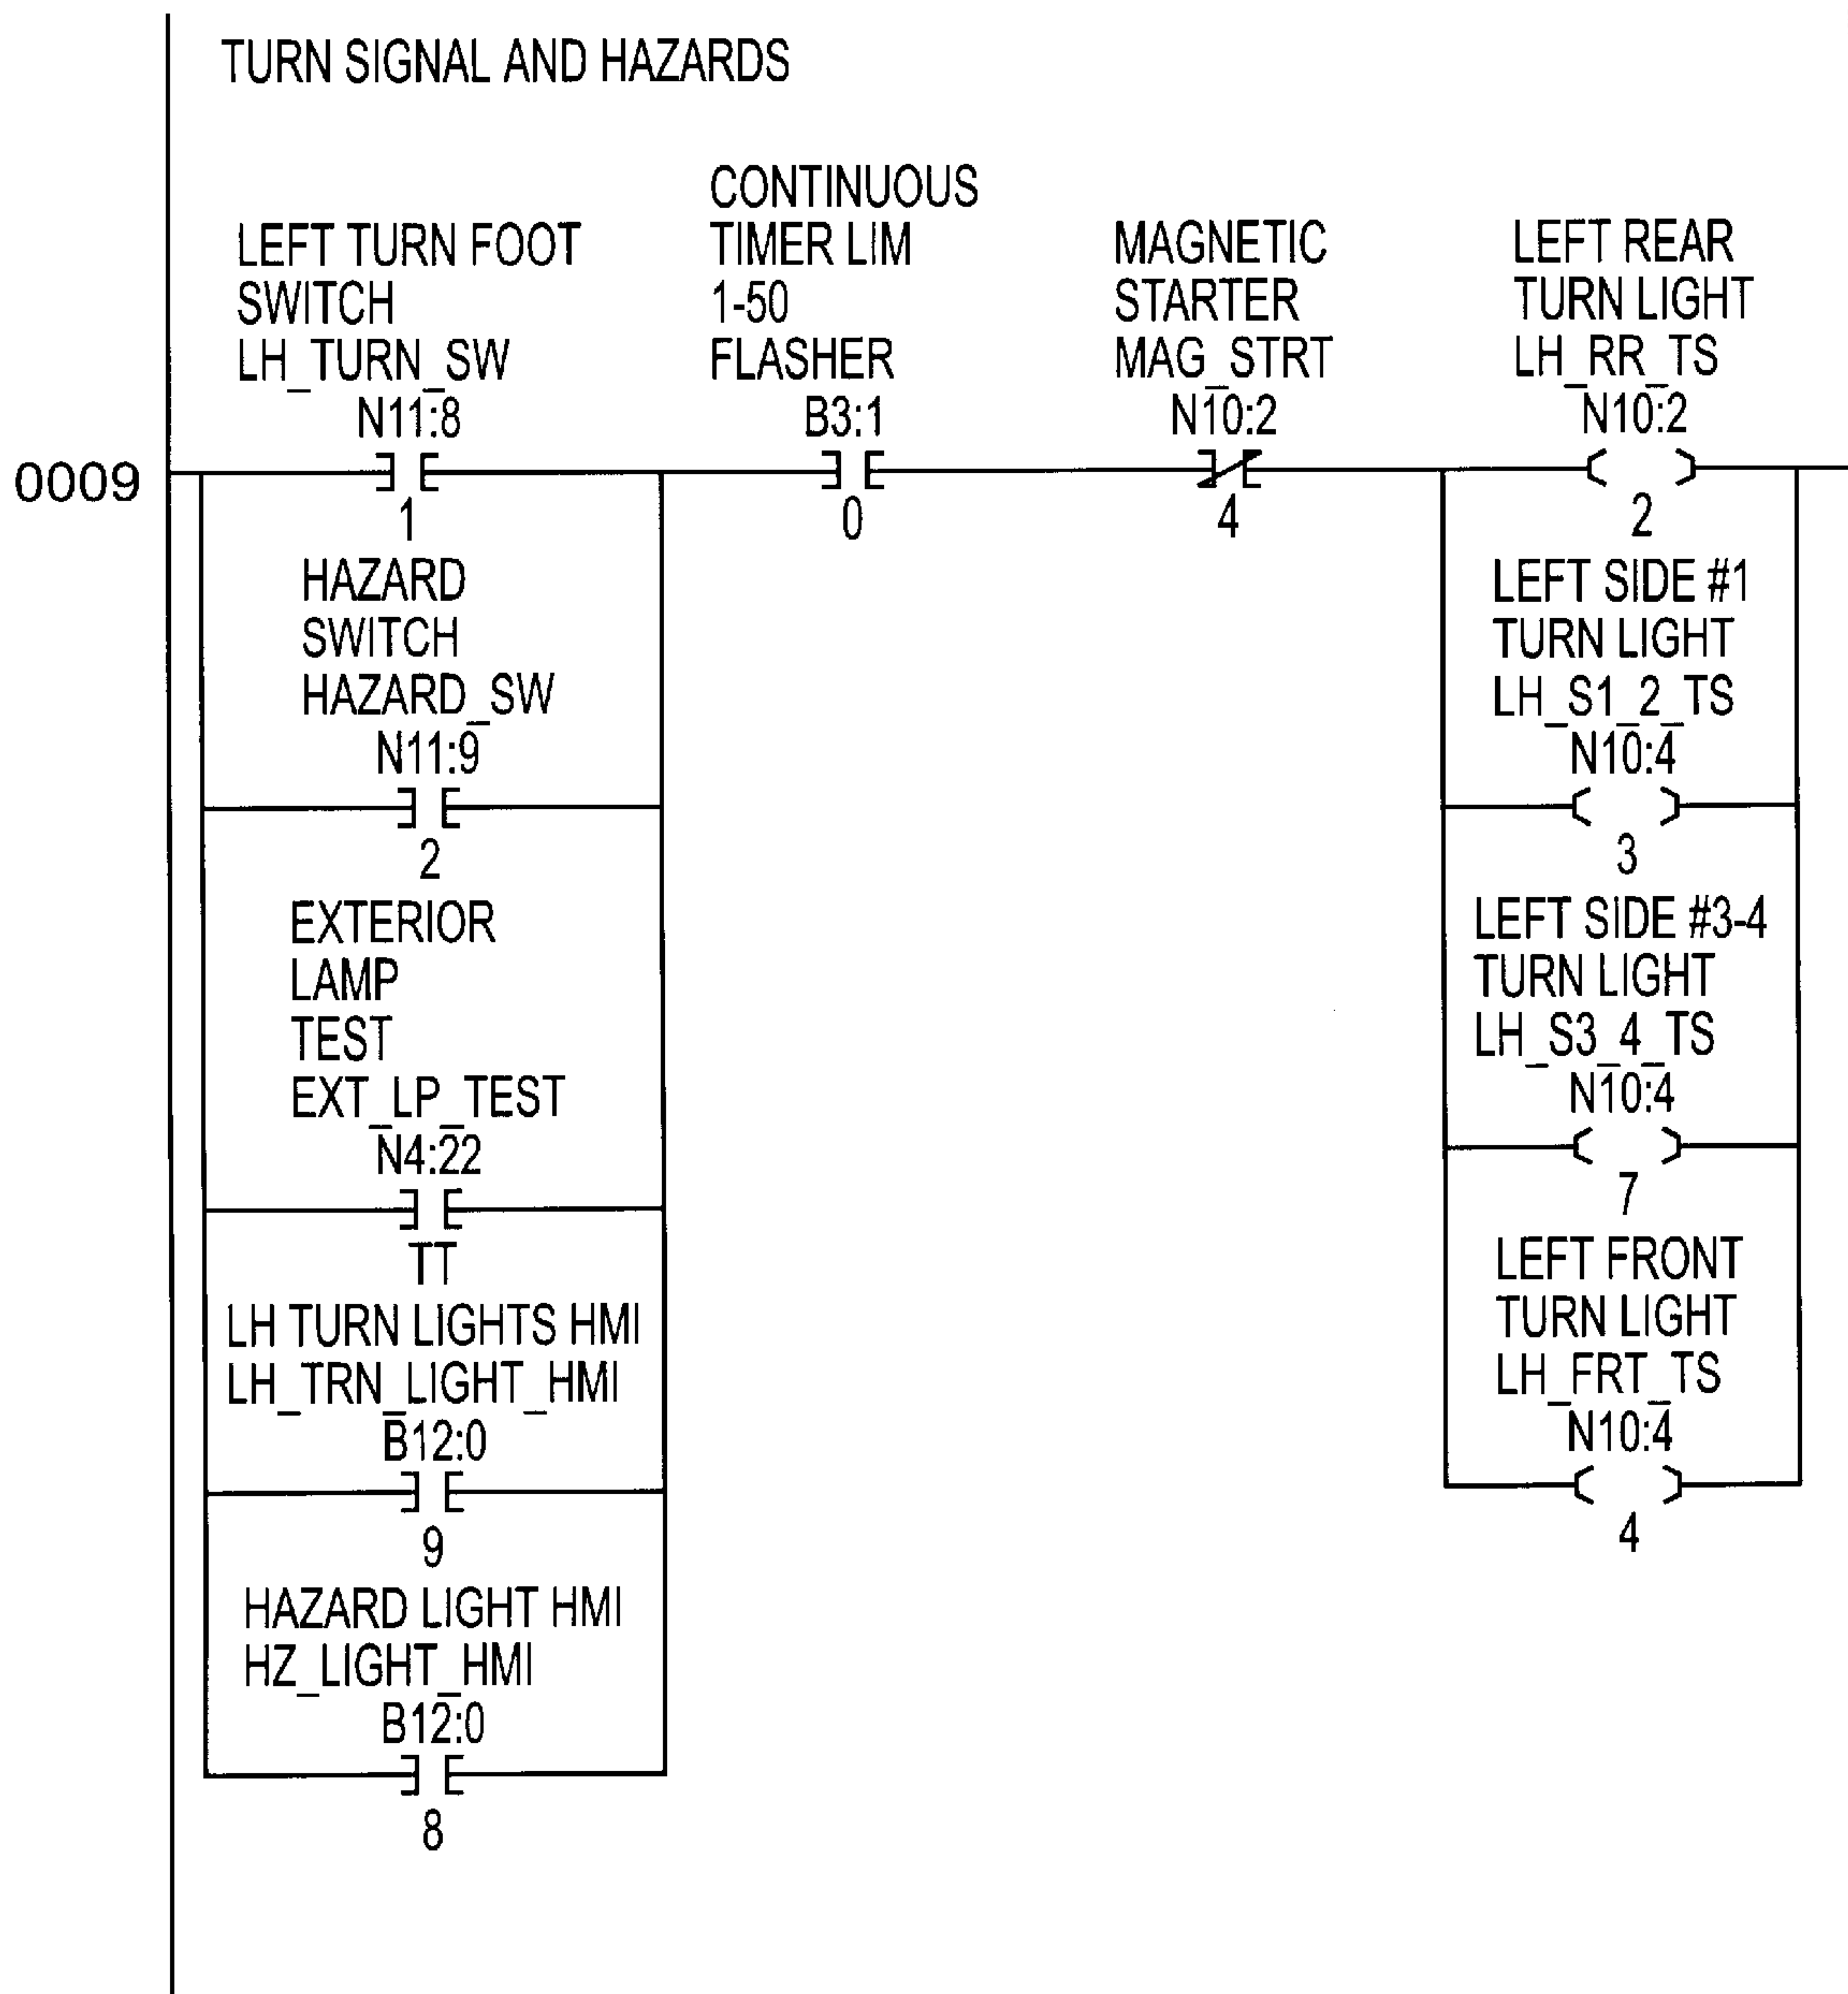 TURN SIGNAL AND HAZARDS
0009
LEFT TURN FOOT
SWITCH
LH_TURN_SW
N11:8
1
HAZARD
SWITCH
HAZARD_SW
N11:9
2
EXTERIOR
LAMP
TEST
EXT_LP_TEST
N4:22
TT
LH TURN LIGHTS HMI
LH_TRN_LIGHT_HMI
B12:0
9
HAZARD LIGHT HMI
HZ_LIGHT_HMI
B12:0
8
CONTINUOUS
TIMER LIM
1-50
FLASHER
B3:1
0
MAGNETIC
STARTER
MAG_STRT
N10:2
4
LEFT REAR
TURN LIGHT
LH_RR_TS
N10:2
2
LEFT SIDE #1
TURN LIGHT
LH_S1_2_TS
N10:4
3
LEFT SIDE #3-4
TURN LIGHT
LH_S3_4_TS
N10:4
7
LEFT FRONT
TURN LIGHT
LH_FRT_TS
N10:4
4